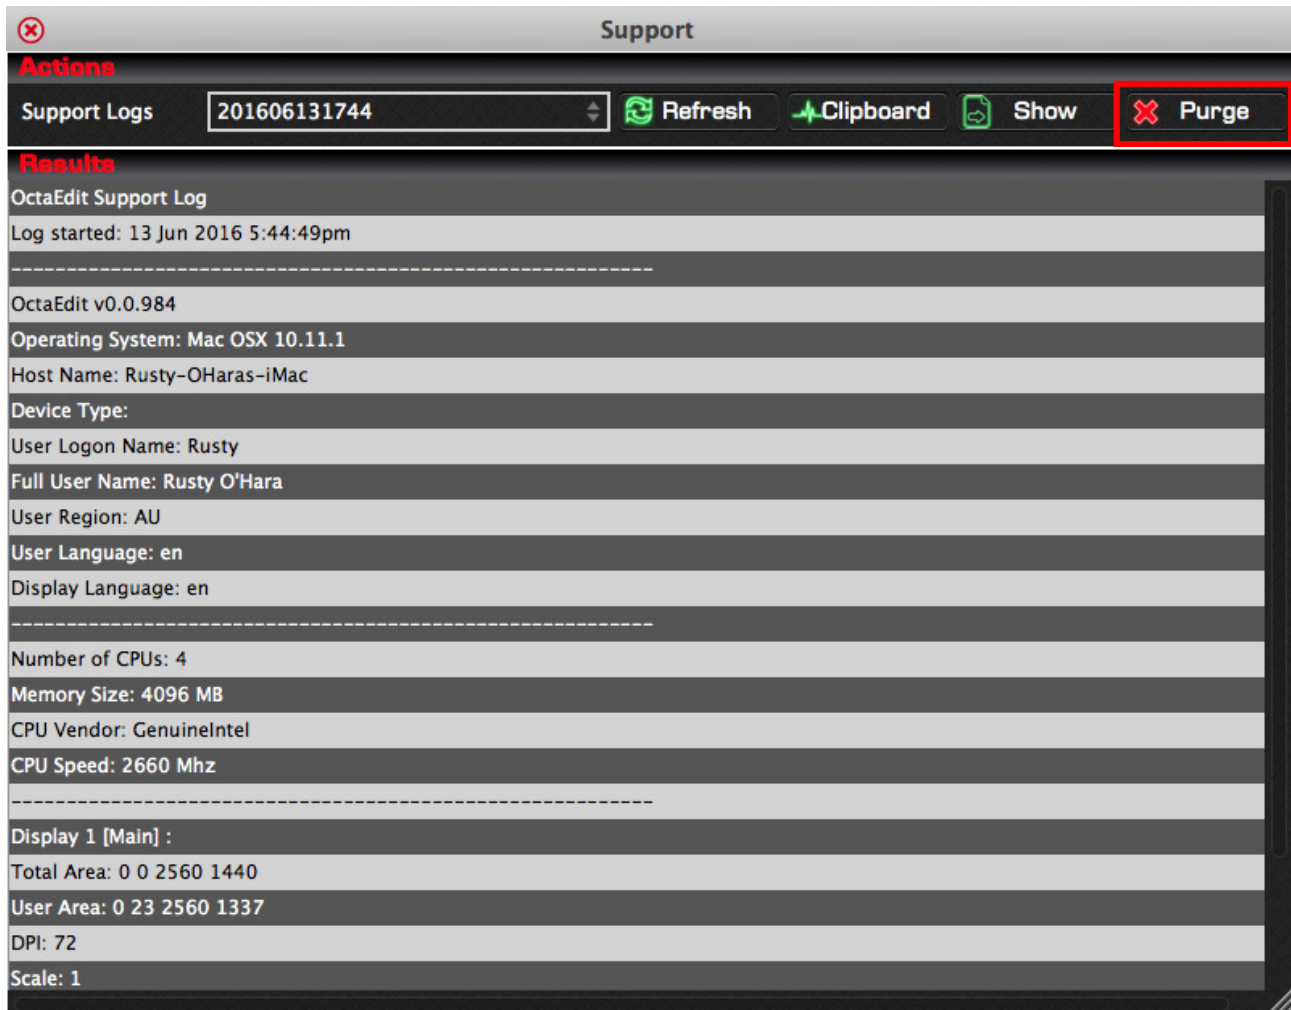 Support
Actions
Support Logs 201606131744 Refresh Clipboard Show Purge
Results
OctaEdit Support Log
Log started: 13 Jun 2016 5:44:49pm
----------------------------------------------------------
OctaEdit v0.0.984
Operating System: Mac OSX 10.11.1
Host Name: Rusty-OHaras-iMac
Device Type:
User Logon Name: Rusty
Full User Name: Rusty O'Hara
User Region: AU
User Language: en
Display Language: en
----------------------------------------------------------
Number of CPUs: 4
Memory Size: 4096 MB
CPU Vendor: GenuineIntel
CPU Speed: 2660 Mhz
----------------------------------------------------------
Display 1 [Main] :
Total Area: 0 0 2560 1440
User Area: 0 23 2560 1337
DPI: 72
Scale: 1